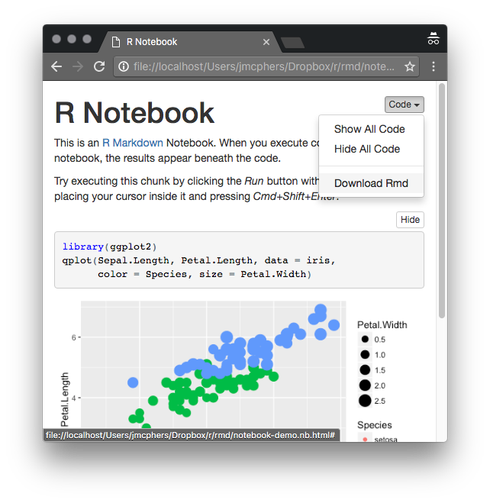 R Notebook
file://localhost/Users/jmcphers/Dropbox/r/rmd/note...
R Notebook
Code
Show All Code
Hide All Code
Download Rmd
This is an R Markdown Notebook. When you execute co
notebook, the results appear beneath the code.
Try executing this chunk by clicking the Run button with
placing your cursor inside it and pressing Cmd+Shift+Enter.
Hide
library(ggplot2)
qplot(Sepal.Length, Petal.Length, data = iris,
color = Species, size = Petal.Width)
6
4
Petal.Length
Petal.Width
0.5
1.0
1.5
2.0
2.5
Species
setosa
file://localhost/Users/jmcphers/Dropbox/r/rmd/notebook-demo.nb.html#